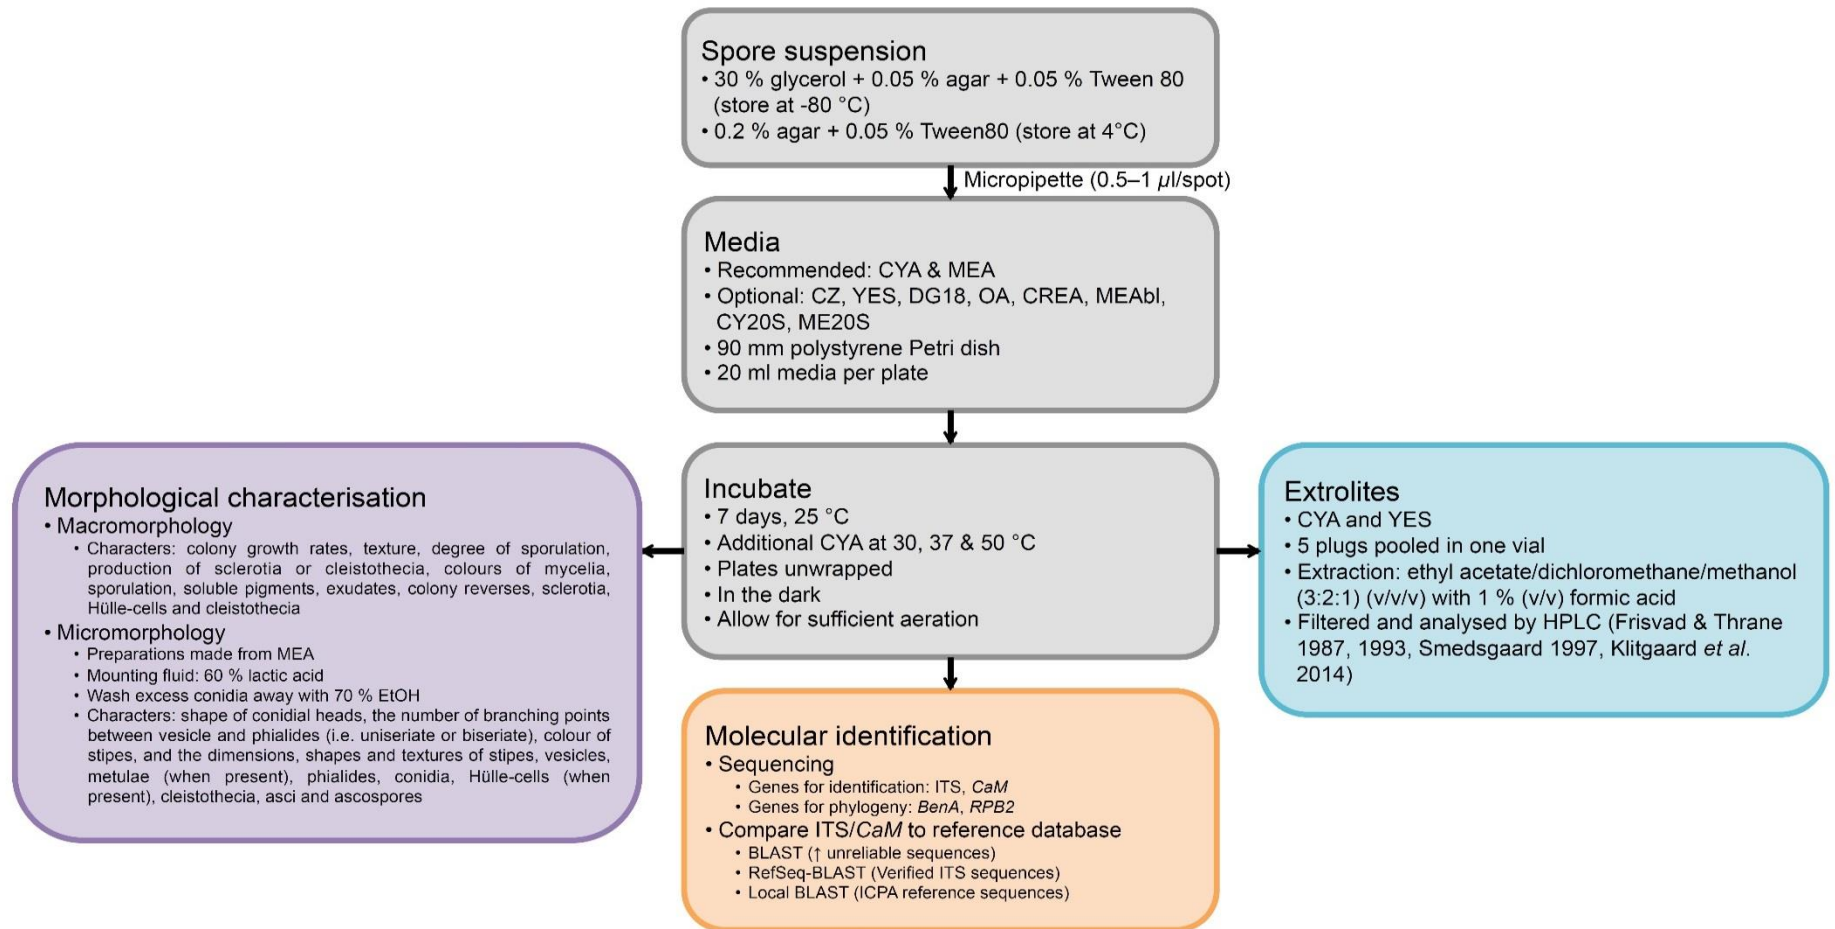 Spore suspension
• 30 % glycerol + 0.05 % agar + 0.05 % Tween 80
(store at -80 °C)
• 0.2 % agar + 0.05 % Tween80 (store at 4°C)
Micropipette (0.5–1 µl/spot)
Media
• Recommended: CYA & MEA
• Optional: CZ, YES, DG18, OA, CREA, MEAbl,
CY20S, ME20S
• 90 mm polystyrene Petri dish
• 20 ml media per plate
Morphological characterisation
• Macromorphology
• Characters: colony growth rates, texture, degree of sporulation,
production of sclerotia or cleistothecia, colours of mycelia,
sporulation, soluble pigments, exudates, colony reverses, sclerotia,
Hülle-cells and cleistothecia
• Micromorphology
• Preparations made from MEA
• Mounting fluid: 60 % lactic acid
• Wash excess conidia away with 70 % EtOH
• Characters: shape of conidial heads, the number of branching points
between vesicle and phialides (i.e. uniseriate or biseriate), colour of
stipes, and the dimensions, shapes and textures of stipes, vesicles,
metulae (when present), phialides, conidia, Hülle-cells (when
present), cleistothecia, asci and ascospores
Incubate
• 7 days, 25 °C
• Additional CYA at 30, 37 & 50 °C
• Plates unwrapped
• In the dark
• Allow for sufficient aeration
Extrolites
• CYA and YES
• 5 plugs pooled in one vial
• Extraction: ethyl acetate/dichloromethane/methanol
(3:2:1) (v/v/v) with 1 % (v/v) formic acid
• Filtered and analysed by HPLC (Frisvad & Thrane
1987, 1993, Smedsgaard 1997, Klitgaard et al.
2014)
Molecular identification
• Sequencing
• Genes for identification: ITS, CaM
• Genes for phylogeny: BenA, RPB2
• Compare ITS/CaM to reference database
• BLAST (↑ unreliable sequences)
• RefSeq-BLAST (Verified ITS sequences)
• Local BLAST (ICPA reference sequences)